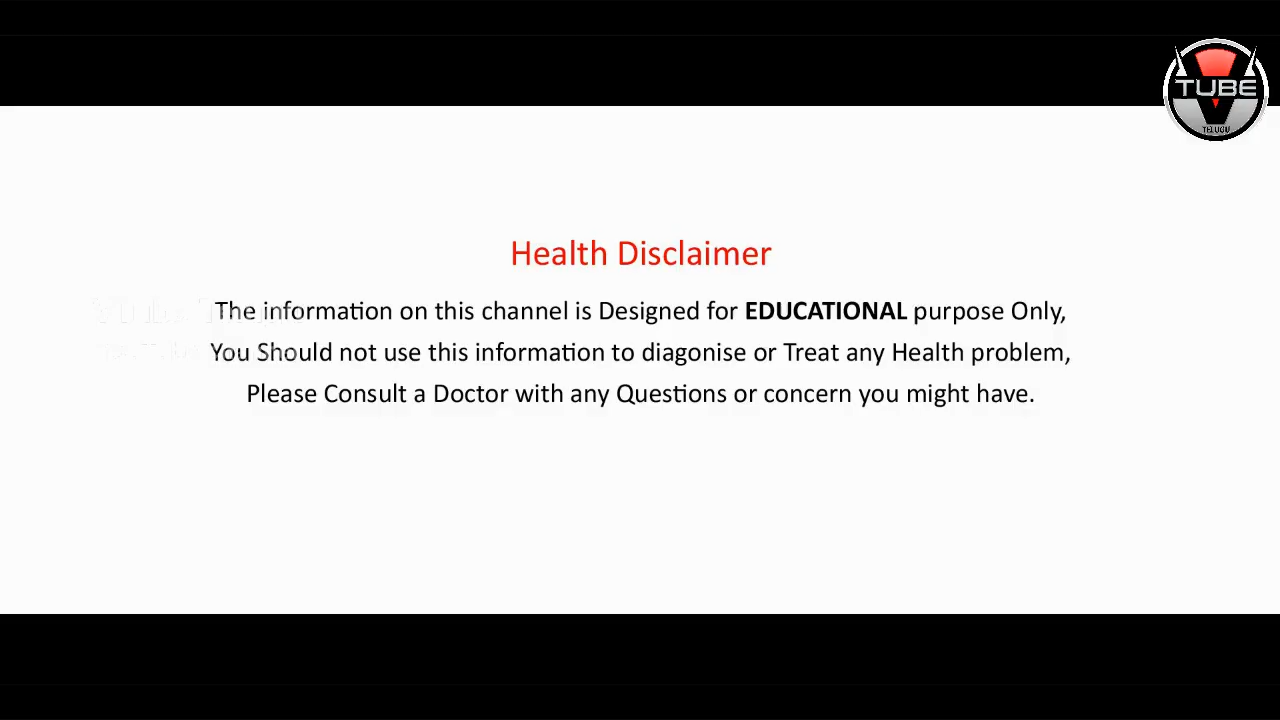 TUBE
TELUGU
Health Disclaimer
The information on this channel is Designed for EDUCATIONAL purpose Only,
You Should not use this information to diagonise or Treat any Health problem,
Please Consult a Doctor with any Questions or concern you might have.